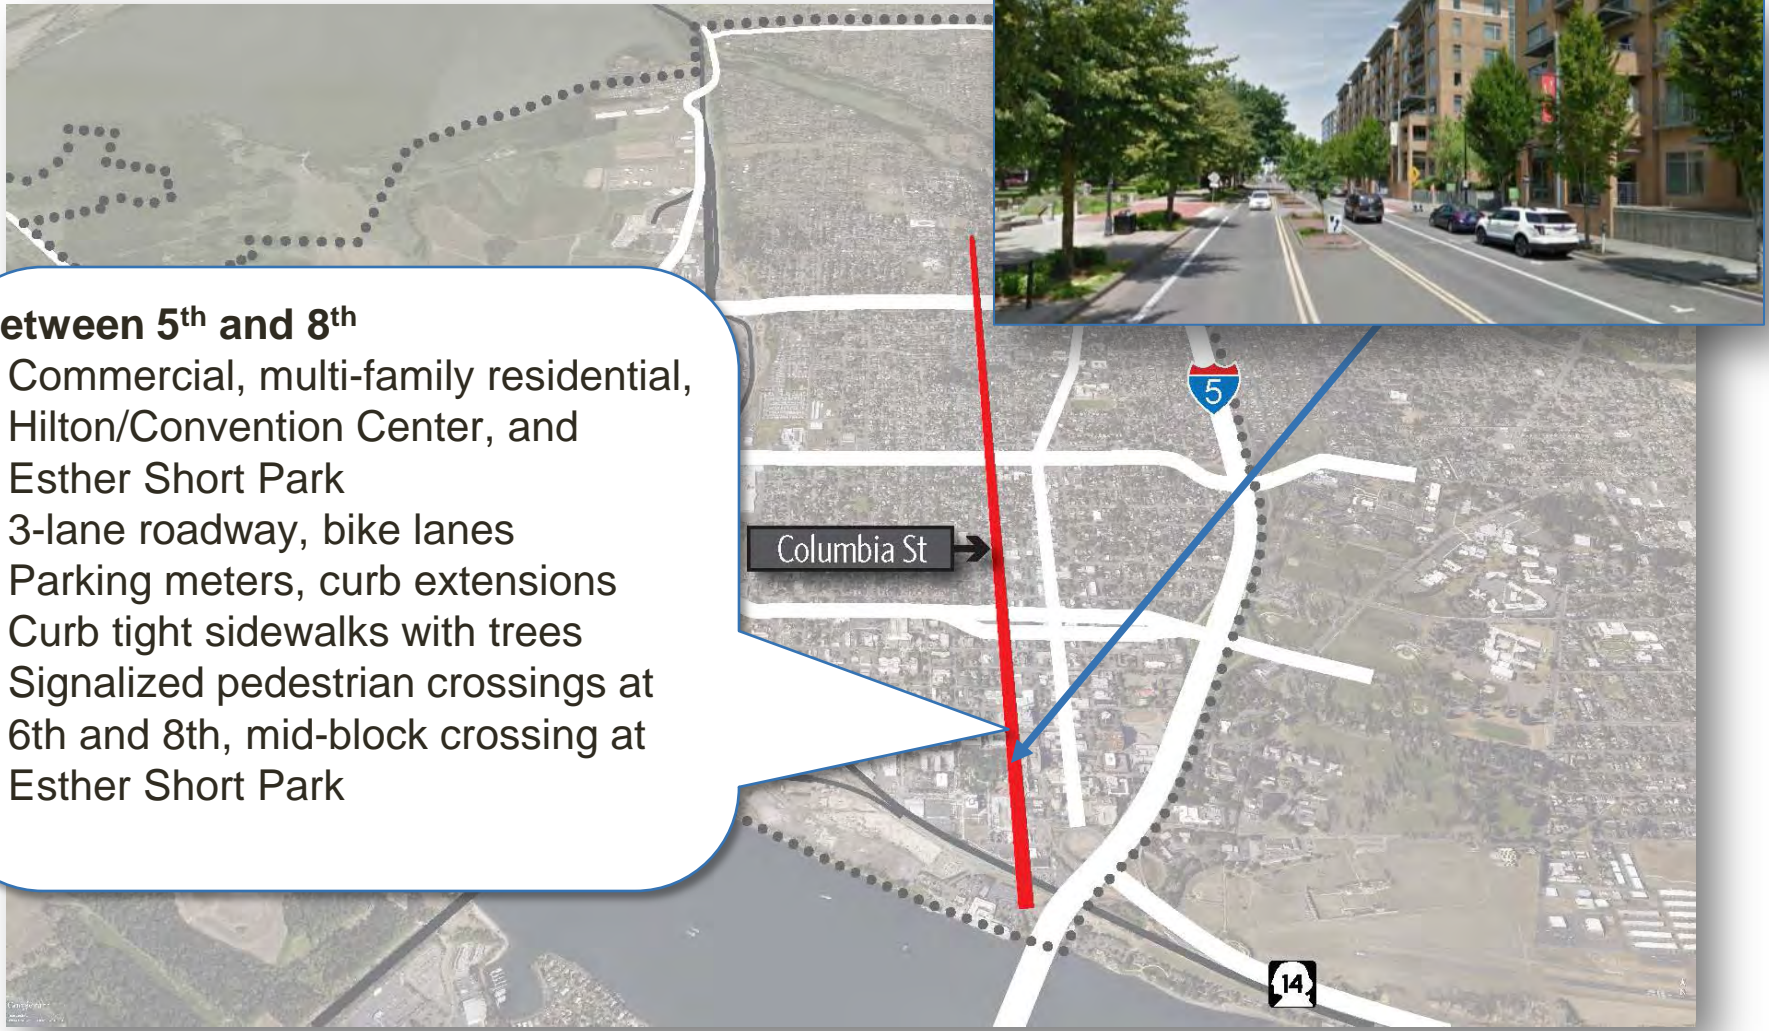 etween 5th and 8th
Commercial, multi-family residential,
Hilton/Convention Center, and
Esther Short Park
3-lane roadway, bike lanes
Parking meters, curb extensions
Curb tight sidewalks with trees
Signalized pedestrian crossings at
6th and 8th, mid-block crossing at
Esther Short Park
5
Columbia St
14